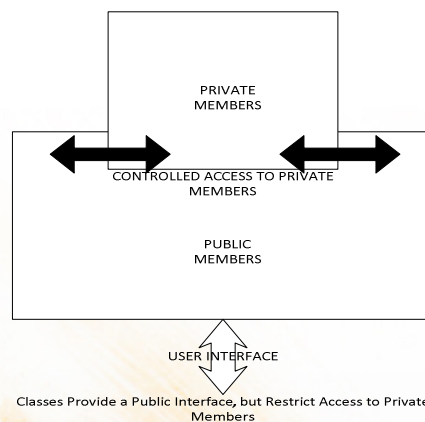 PRIVATE
MEMBERS
CONTROLLED ACCESS TO PRIVATE
MEMBERS
PUBLIC
MEMBERS
USER INTERFACE
Classes Provide a Public Interface, but Restrict Access to Private
Members